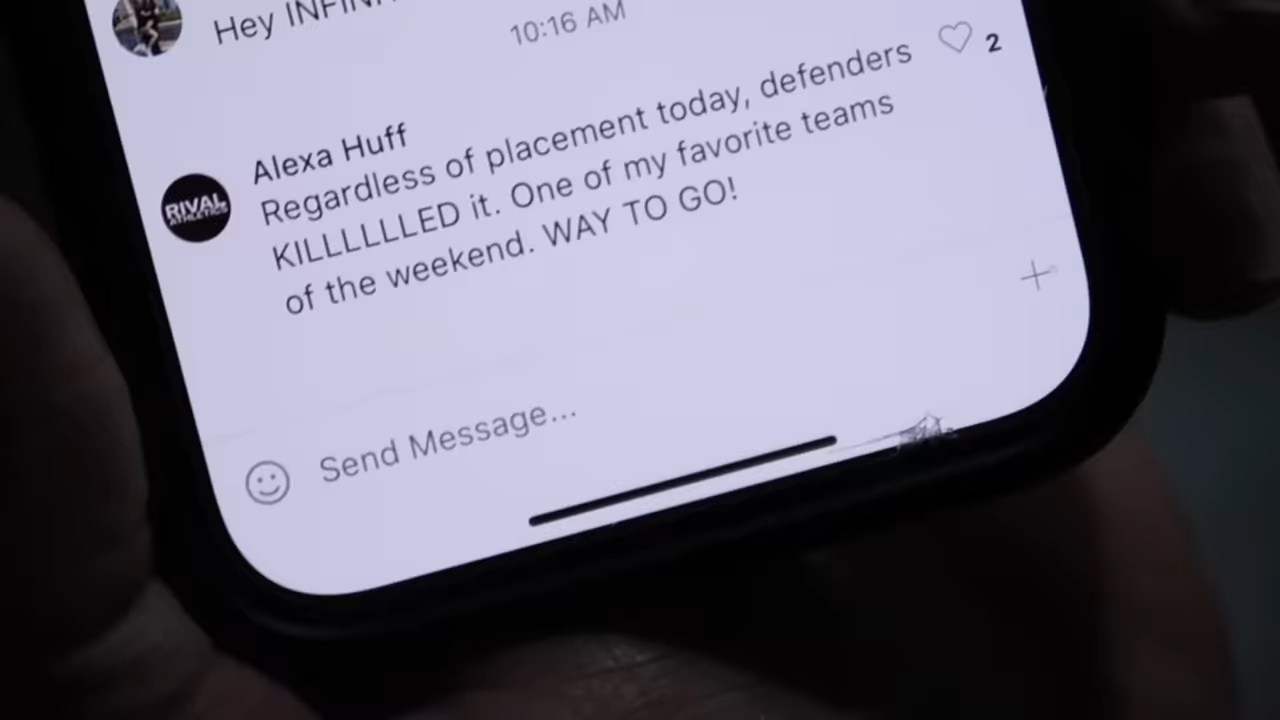 Hey INFIN
10:16 AM
Alexa Huff
2
Regardless of placement today, defenders
KILLLLLLED it. One of my favorite teams
of the weekend. WAY TO GO!
RIVAL
ATHLETICS
Send Message...